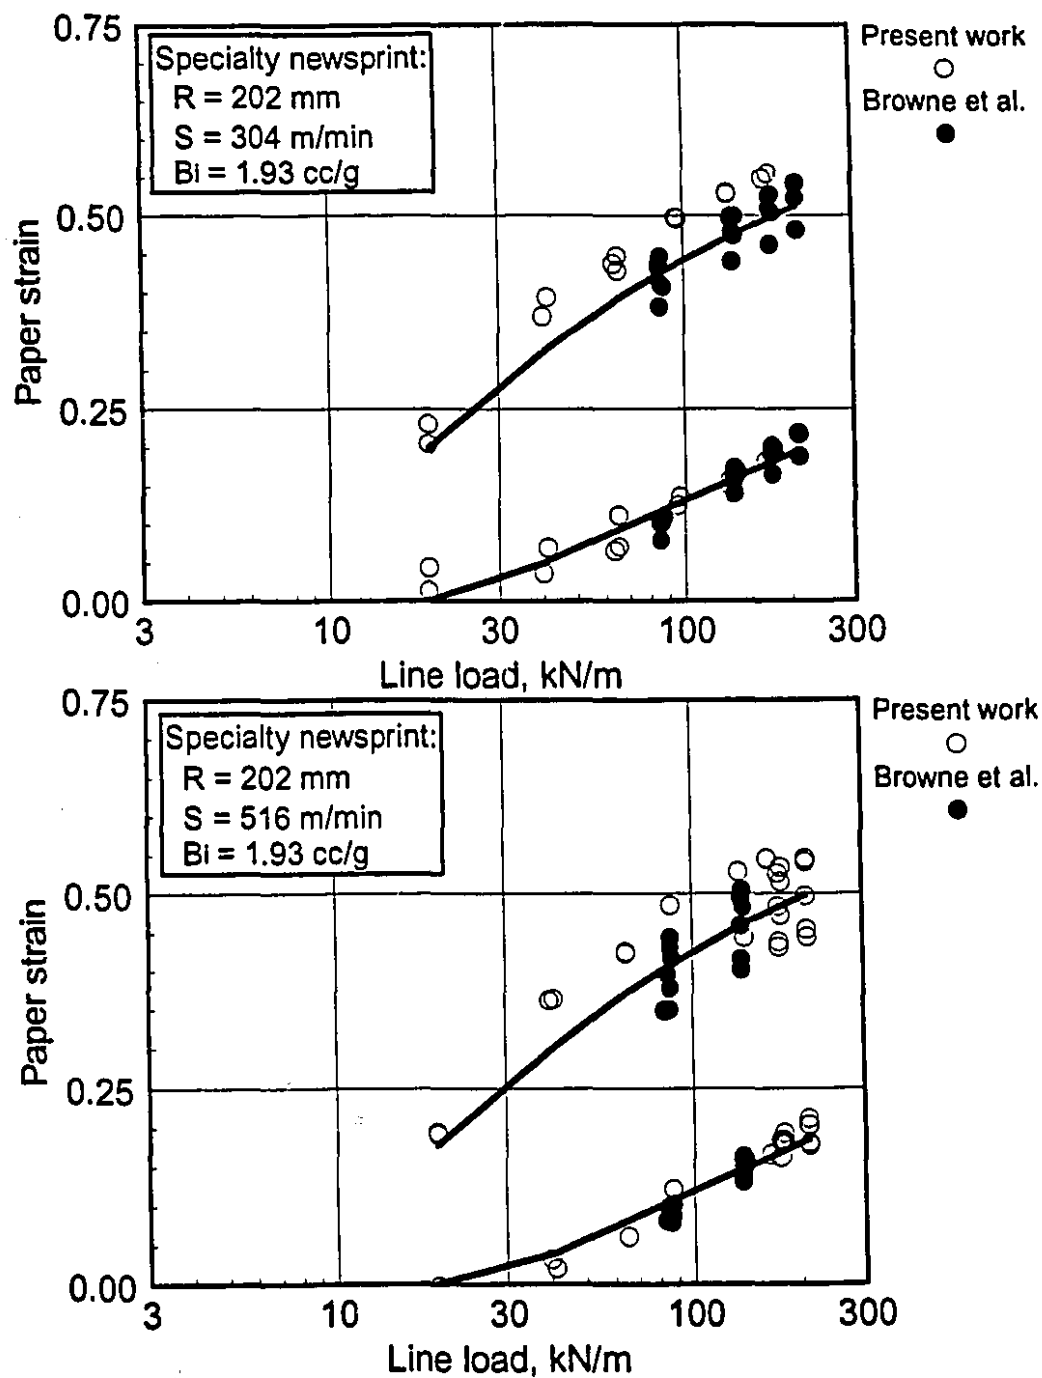 0.75
Specialty newsprint:
R = 202 mm
S = 304 m/min
Bi = 1.93 cc/g
Present work
Browne et al.
0.50
Paper strain
0.25
0.00
3 10 30 100 300
Line load, kN/m
0.75
Specialty newsprint:
R = 202 mm
S = 516 m/min
Bi = 1.93 cc/g
Present work
Browne et al.
0.50
Paper strain
0.25
0.00
3 10 30 100 300
Line load, kN/m